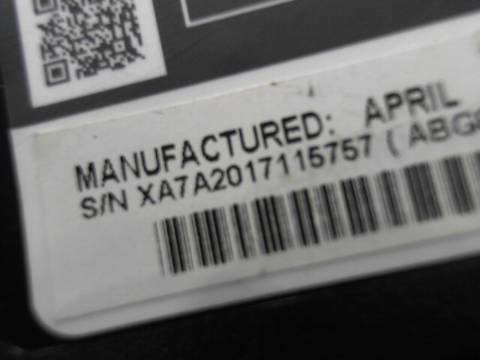 MANUFACTURED: APRIL
S/N XA7A2017115757 ( ABG